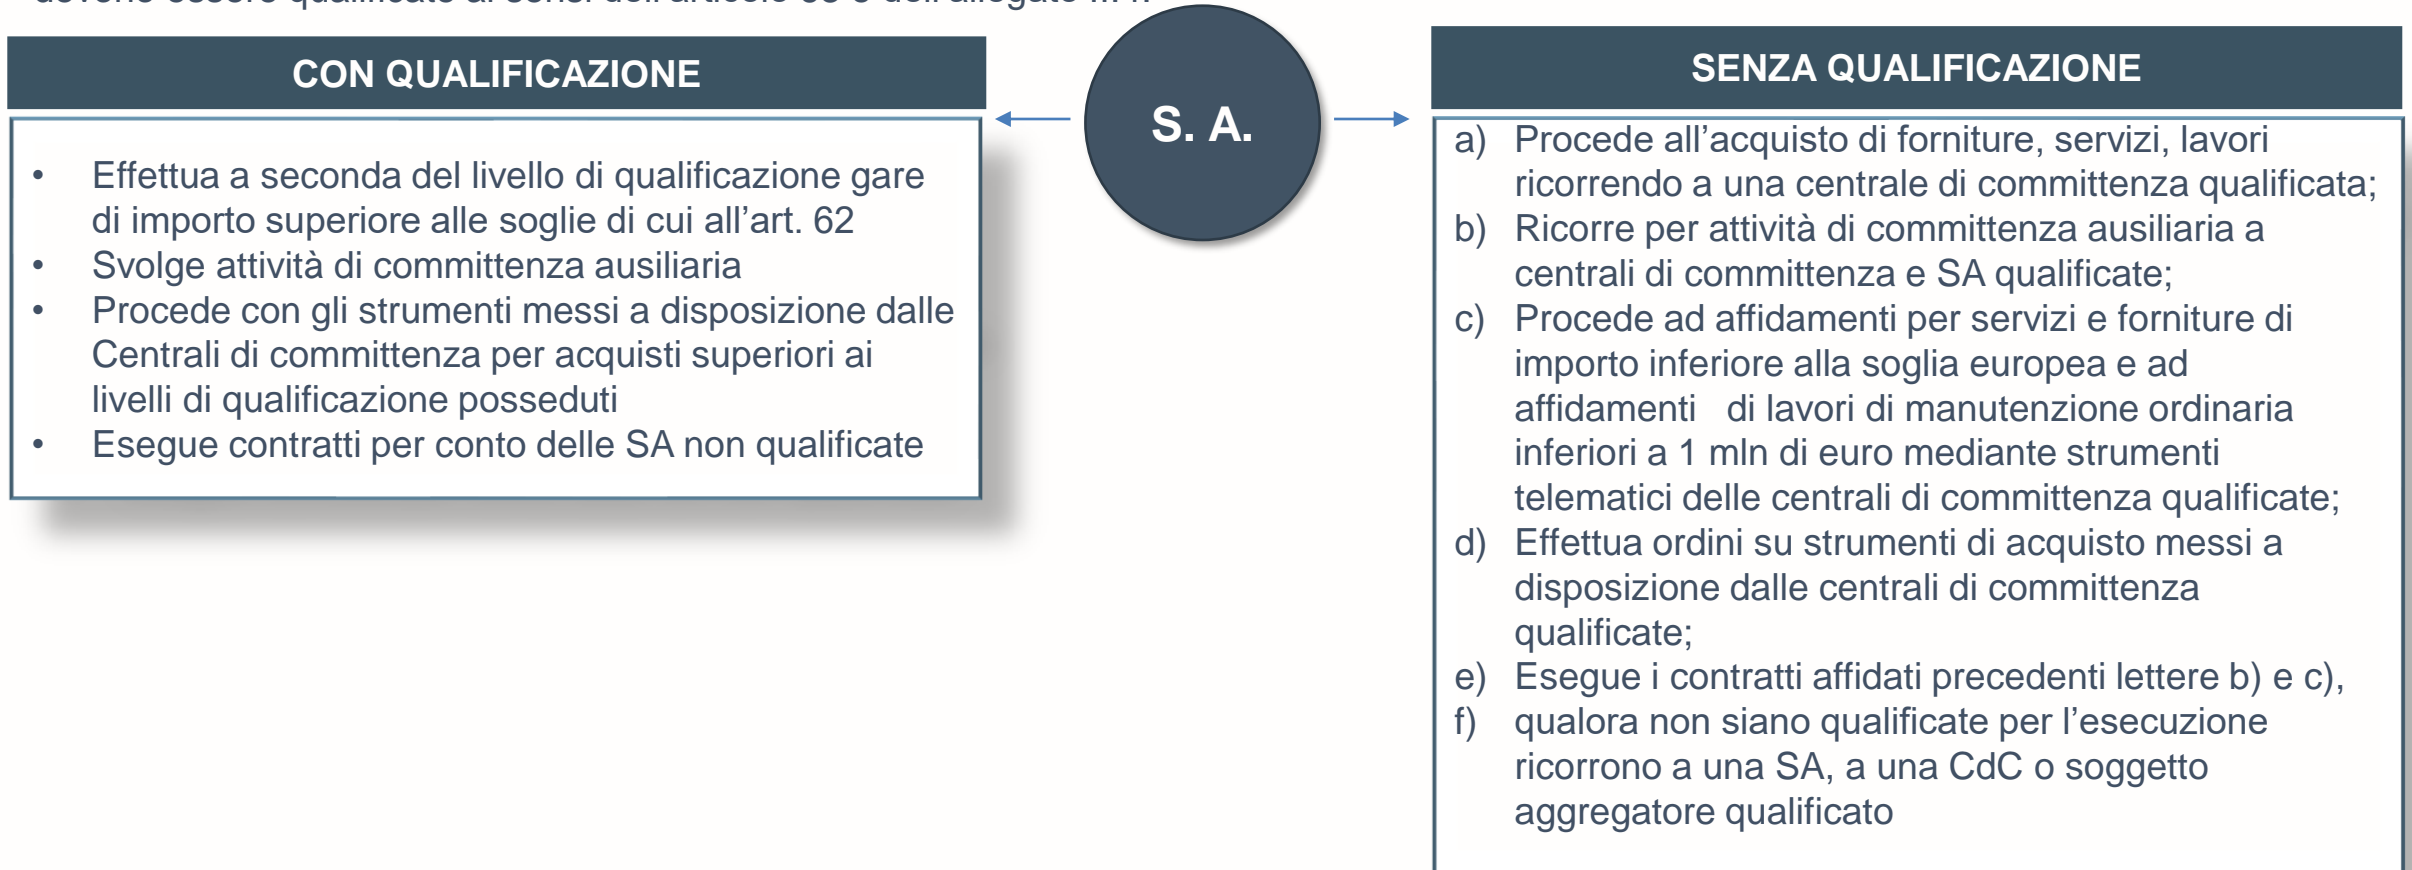 CON QUALIFICAZIONE
• Effettua a seconda del livello di qualificazione gare
di importo superiore alle soglie di cui all’art. 62
• Svolge attività di committenza ausiliaria
• Procede con gli strumenti messi a disposizione dalle
Centrali di committenza per acquisti superiori ai
livelli di qualificazione posseduti
• Esegue contratti per conto delle SA non qualificate
S. A.
SENZA QUALIFICAZIONE
a) Procede all’acquisto di forniture, servizi, lavori
ricorrendo a una centrale di committenza qualificata;
b) Ricorre per attività di committenza ausiliaria a
centrali di committenza e SA qualificate;
c) Procede ad affidamenti per servizi e forniture di
importo inferiore alla soglia europea e ad
affidamenti di lavori di manutenzione ordinaria
inferiori a 1 mln di euro mediante strumenti
telematici delle centrali di committenza qualificate;
d) Effettua ordini su strumenti di acquisto messi a
disposizione dalle centrali di committenza
qualificate;
e) Esegue i contratti affidati precedenti lettere b) e c),
f) qualora non siano qualificate per l’esecuzione
ricorrono a una SA, a una CdC o soggetto
aggregatore qualificato